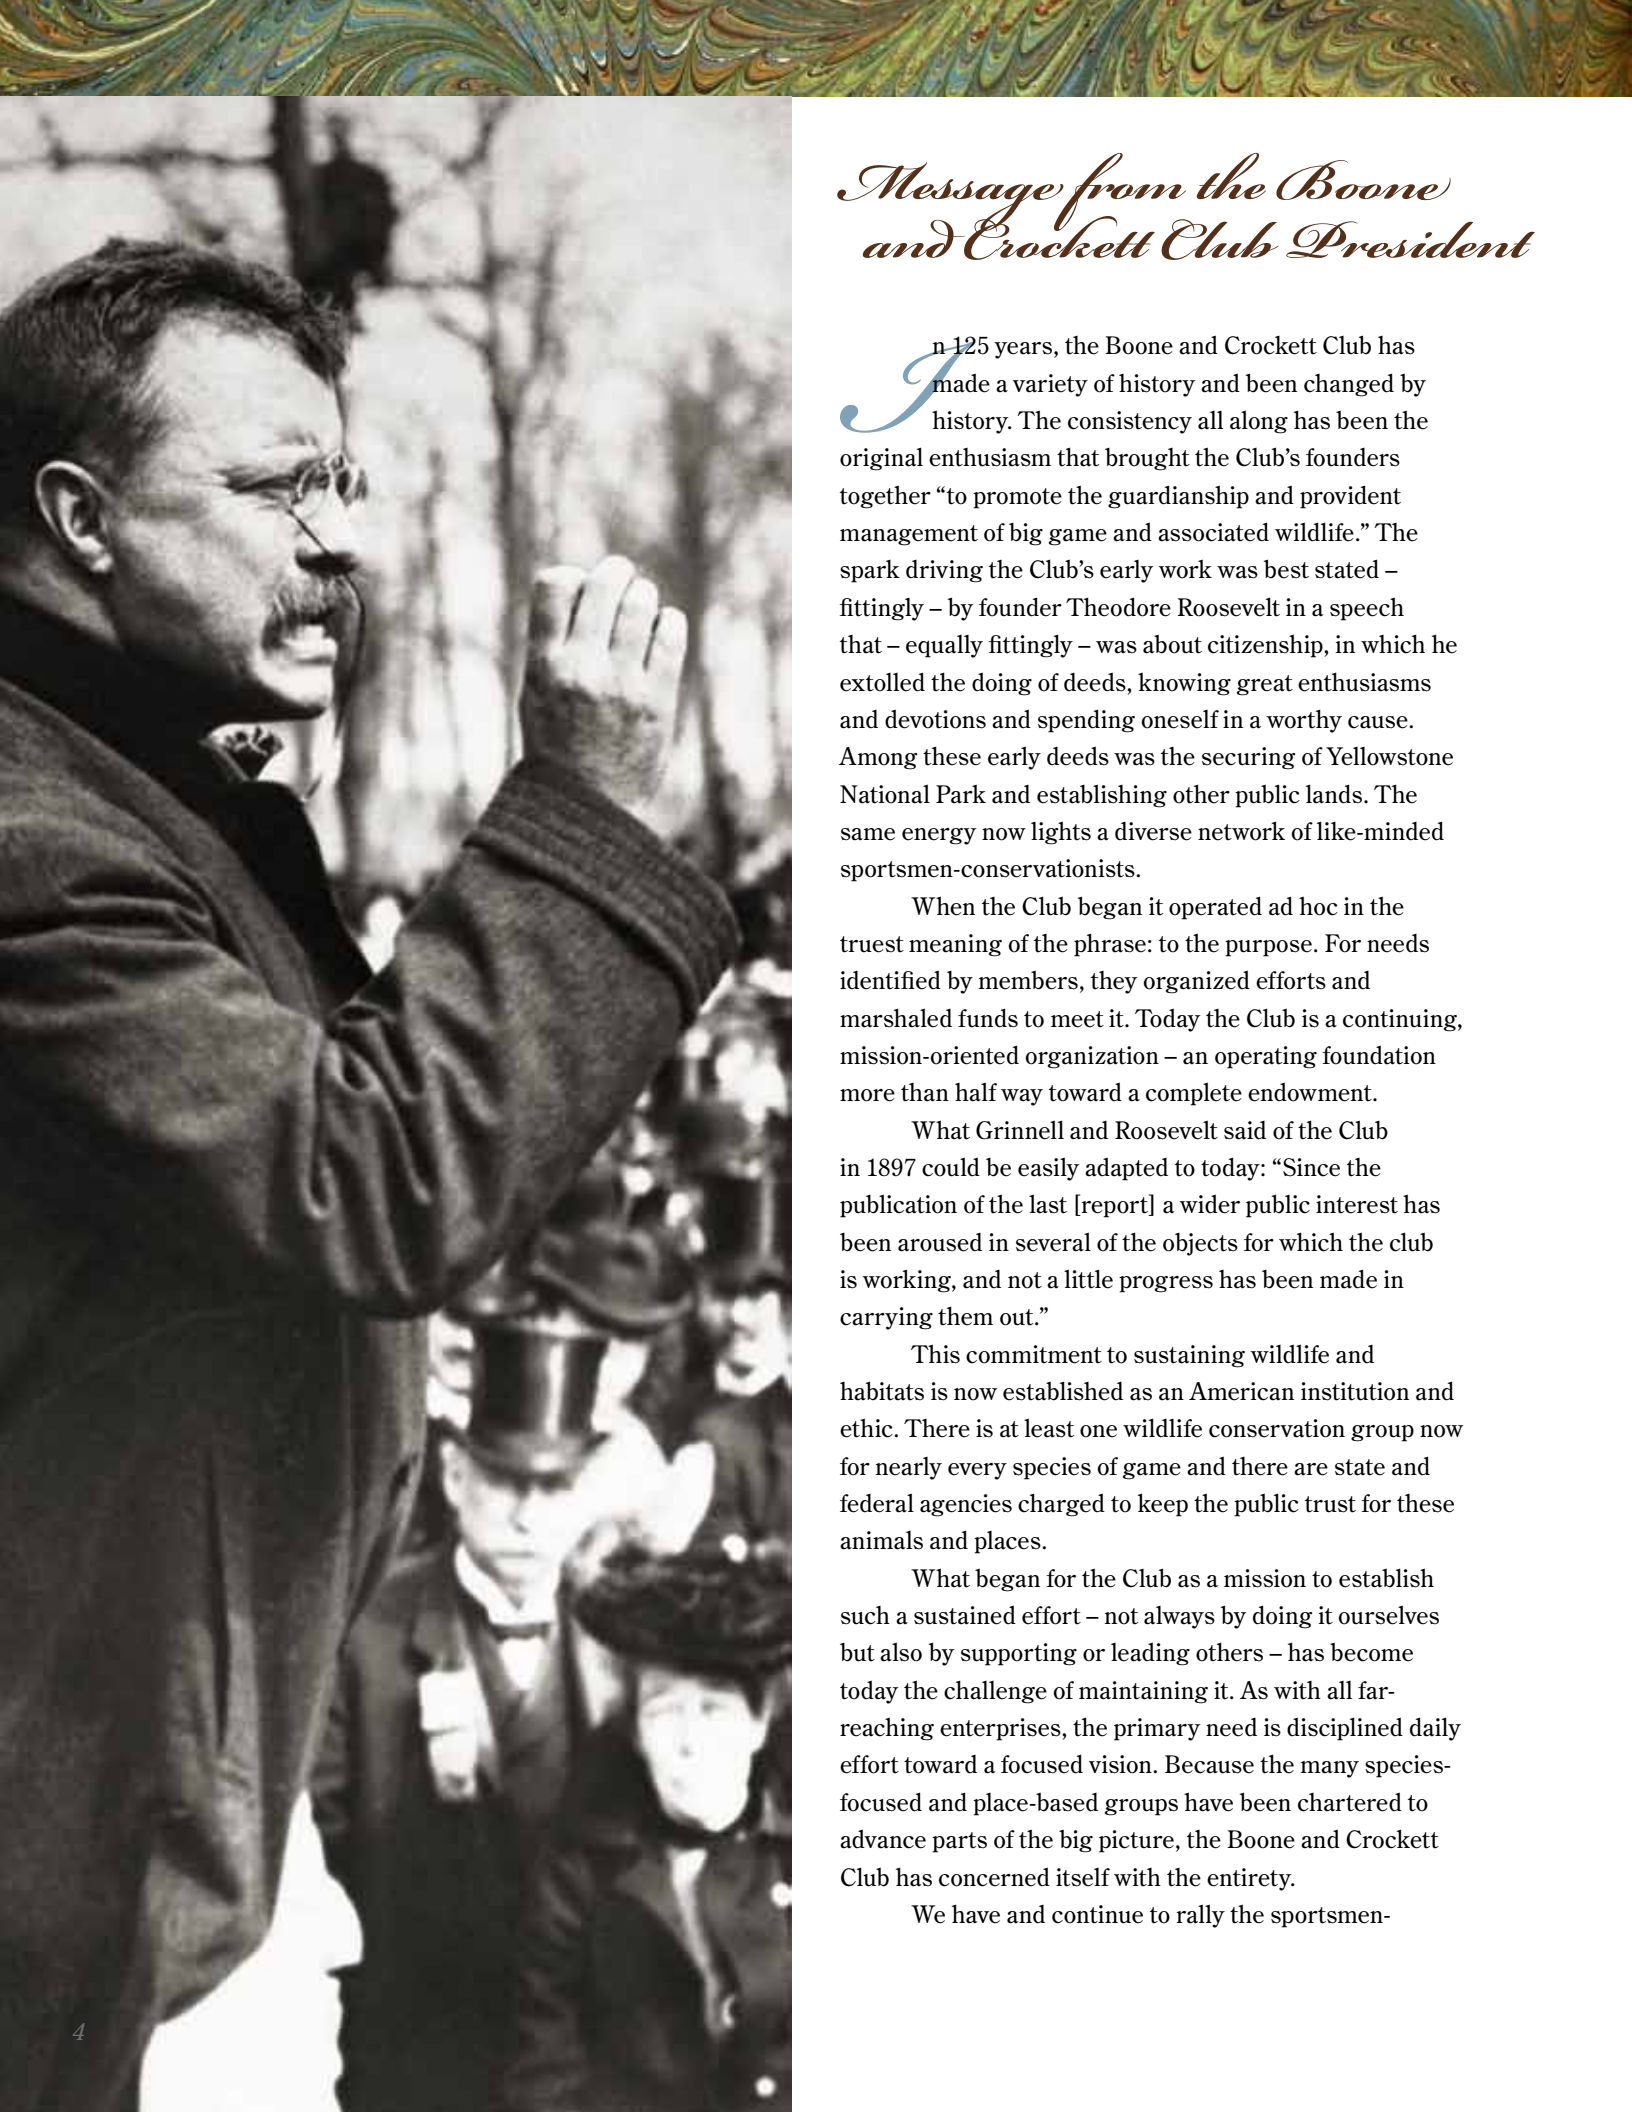 Message from the Boone
and Crockett Club President
In 125 years, the Boone and Crockett Club has
made a variety of history and been changed by
history. The consistency all along has been the
original enthusiasm that brought the Club’s founders
together “to promote the guardianship and provident
management of big game and associated wildlife.” The
spark driving the Club’s early work was best stated –
fittingly – by founder Theodore Roosevelt in a speech
that – equally fittingly – was about citizenship, in which he
extolled the doing of deeds, knowing great enthusiasms
and devotions and spending oneself in a worthy cause.
Among these early deeds was the securing of Yellowstone
National Park and establishing other public lands. The
same energy now lights a diverse network of like-minded
sportsmen-conservationists.
When the Club began it operated ad hoc in the
truest meaning of the phrase: to the purpose. For needs
identified by members, they organized efforts and
marshaled funds to meet it. Today the Club is a continuing,
mission-oriented organization – an operating foundation
more than half way toward a complete endowment.
What Grinnell and Roosevelt said of the Club
in 1897 could be easily adapted to today: “Since the
publication of the last [report] a wider public interest has
been aroused in several of the objects for which the club
is working, and not a little progress has been made in
carrying them out.”
This commitment to sustaining wildlife and
habitats is now established as an American institution and
ethic. There is at least one wildlife conservation group now
for nearly every species of game and there are state and
federal agencies charged to keep the public trust for these
animals and places.
What began for the Club as a mission to establish
such a sustained effort – not always by doing it ourselves
but also by supporting or leading others – has become
today the challenge of maintaining it. As with all far-
reaching enterprises, the primary need is disciplined daily
effort toward a focused vision. Because the many species-
focused and place-based groups have been chartered to
advance parts of the big picture, the Boone and Crockett
Club has concerned itself with the entirety.
We have and continue to rally the sportsmen-
4